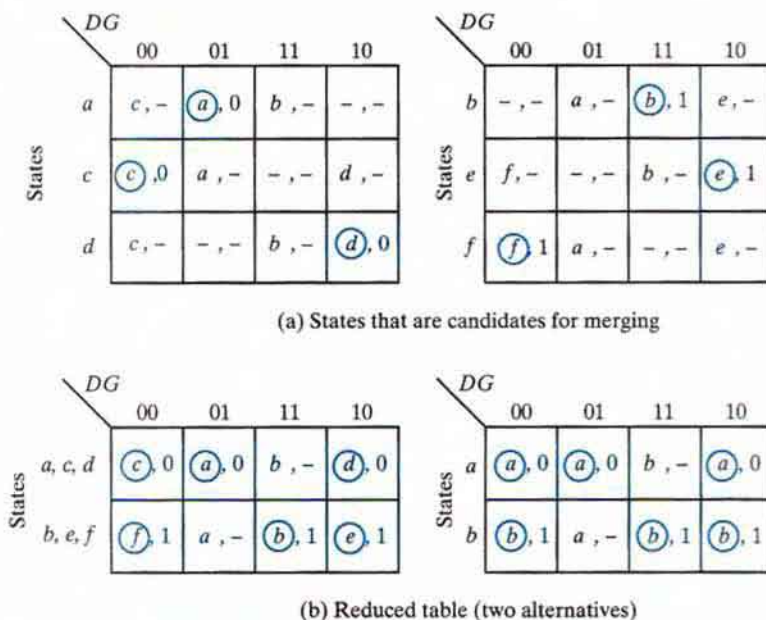 DG DG
00 01 11 10 00 01 11 10
a c , – a , 0 b , – – , – b – , – a , – b , 1 e , –
States c c , 0 a , – – , – d , – States e f , – – , – b , – e , 1
d c , – – , – b , – d , 0 f f , 1 a , – – , – e , –
(a) States that are candidates for merging
DG DG
00 01 11 10 00 01 11 10
a, c, d c , 0 a , 0 b , – d , 0 a a , 0 a , 0 b , – a , 0
States States
b, e, f f , 1 a , – b , 1 e , 1 b b , 1 a , – b , 1 b , 1
(b) Reduced table (two alternatives)